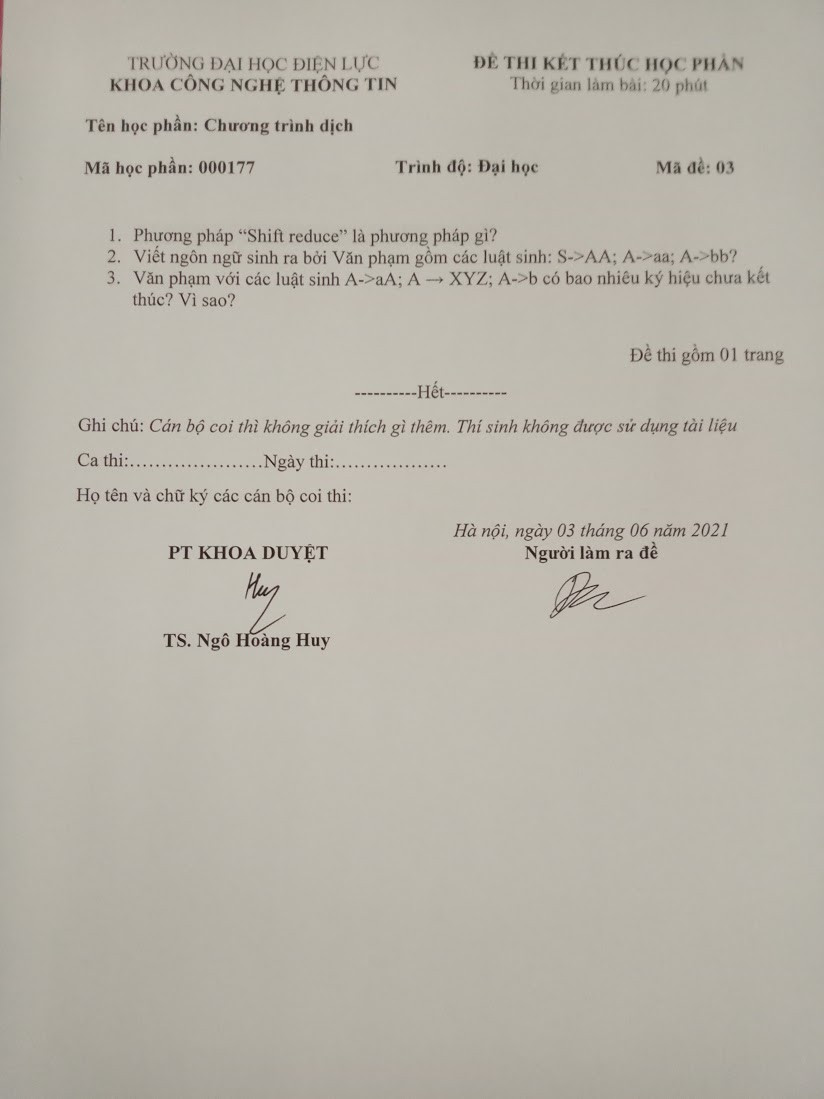 TRƯỜNG ĐẠI HỌC ĐIỆN LỰC
KHOA CÔNG NGHỆ THÔNG TIN
ĐỀ THI KẾT THÚC HỌC PHẦN
Thời gian làm bài: 20 phút
Tên học phần: Chương trình dịch
Mã học phần: 000177 Trình độ: Đại học Mã đề: 03
1. Phương pháp “Shift reduce” là phương pháp gì?
2. Viết ngôn ngữ sinh ra bởi Văn phạm gồm các luật sinh: S->AA; A->aa; A->bb?
3. Văn phạm với các luật sinh A->aA; A → XYZ; A->b có bao nhiêu ký hiệu chưa kết
thúc? Vì sao?
Đề thi gồm 01 trang
----------Hết----------
Ghi chú: Cán bộ coi thì không giải thích gì thêm. Thí sinh không được sử dụng tài liệu
Ca thi:…………………Ngày thi:………………
Họ tên và chữ ký các cán bộ coi thi:
Hà nội, ngày 03 tháng 06 năm 2021
PT KHOA DUYỆT
Người làm ra đề
Huy
TS. Ngô Hoàng Huy